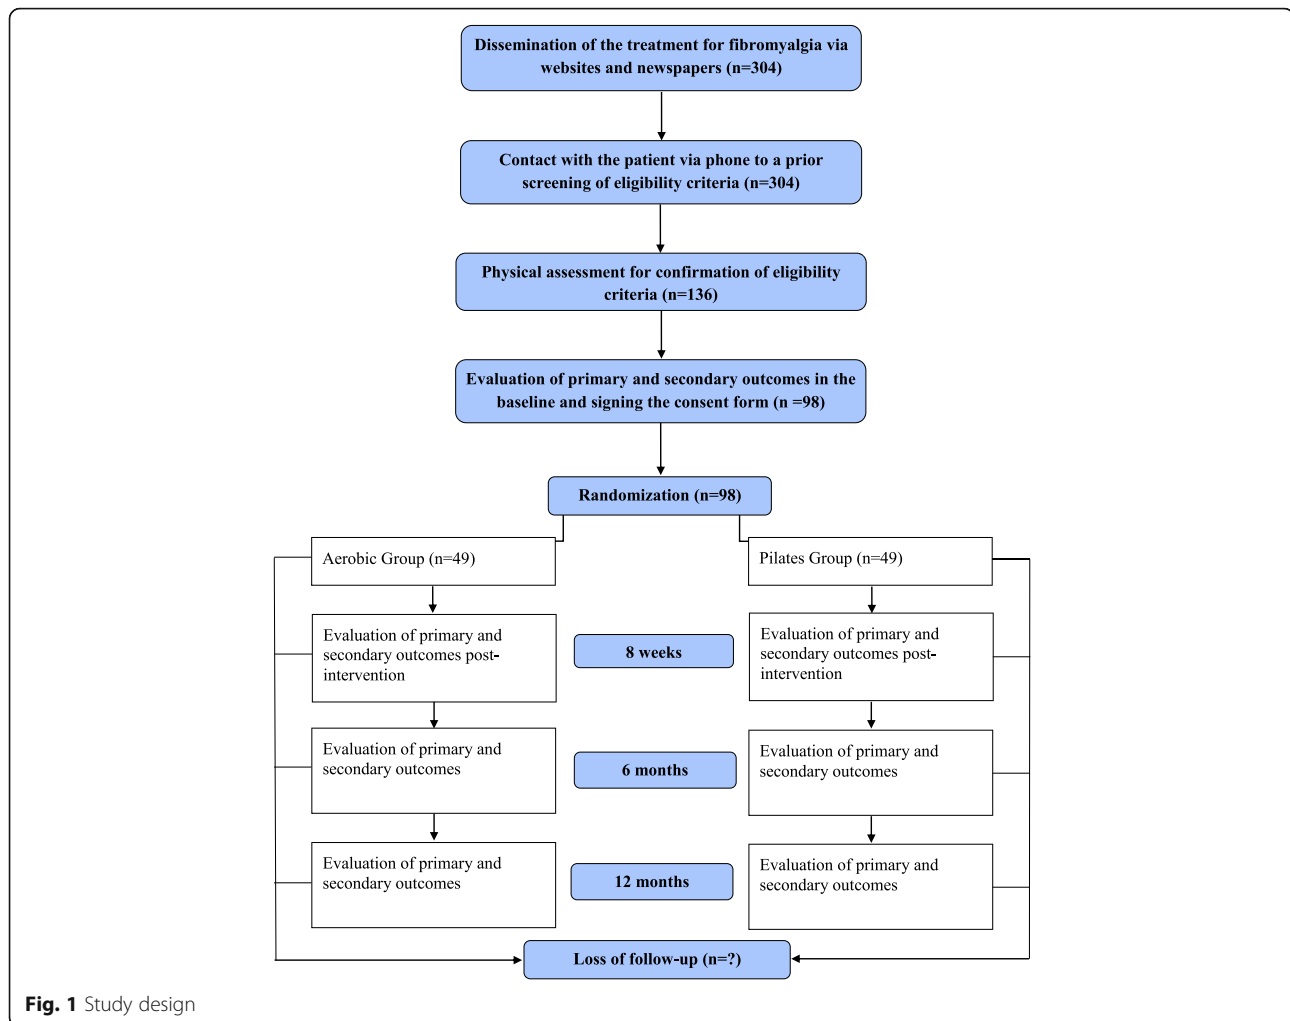 Dissemination of the treatment for fibromyalgia via
websites and newspapers (n=304)
Contact with the patient via phone to a prior
screening of eligibility criteria (n=304)
Physical assessment for confirmation of eligibility
criteria (n=136)
Evaluation of primary and secondary outcomes in the
baseline and signing the consent form (n =98)
Randomization (n=98)
Aerobic Group (n=49)
Pilates Group (n=49)
Evaluation of primary and
secondary outcomes post-
intervention
8 weeks
Evaluation of primary and
secondary outcomes post-
intervention
Evaluation of primary and
secondary outcomes
6 months
Evaluation of primary and
secondary outcomes
Evaluation of primary and
secondary outcomes
12 months
Evaluation of primary and
secondary outcomes
Loss of follow-up (n=?)
Fig. 1 Study design